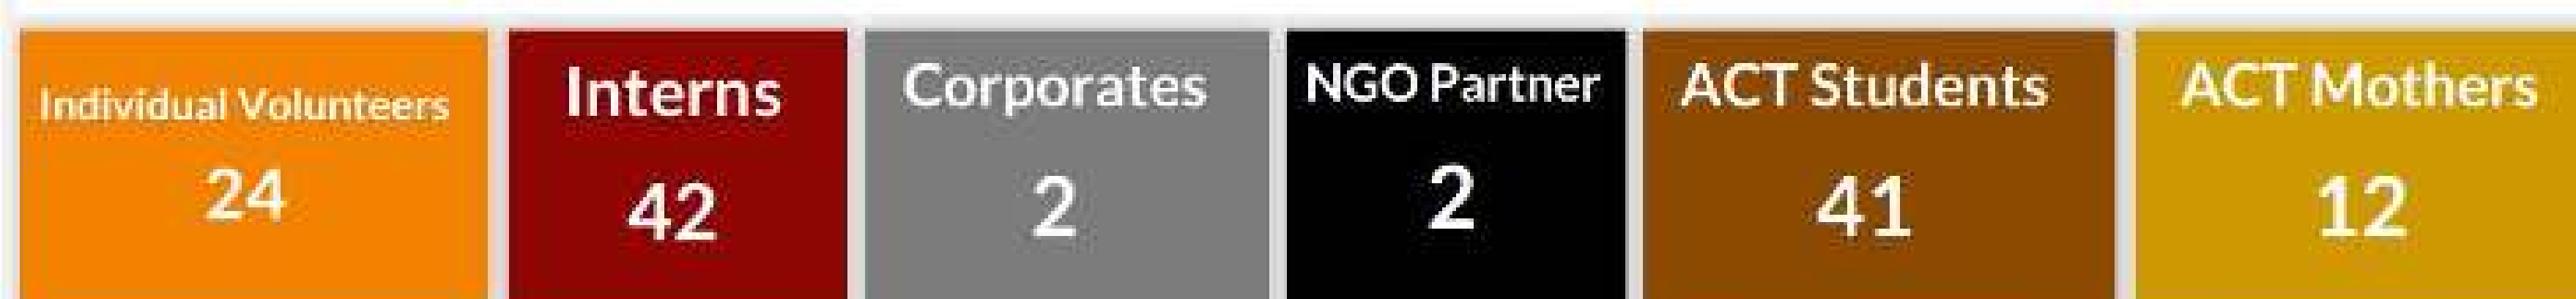 Individual Volunteers
24
Interns
42
Corporates
2
NGO Partner
2
ACT Students
41
ACT Mothers
12